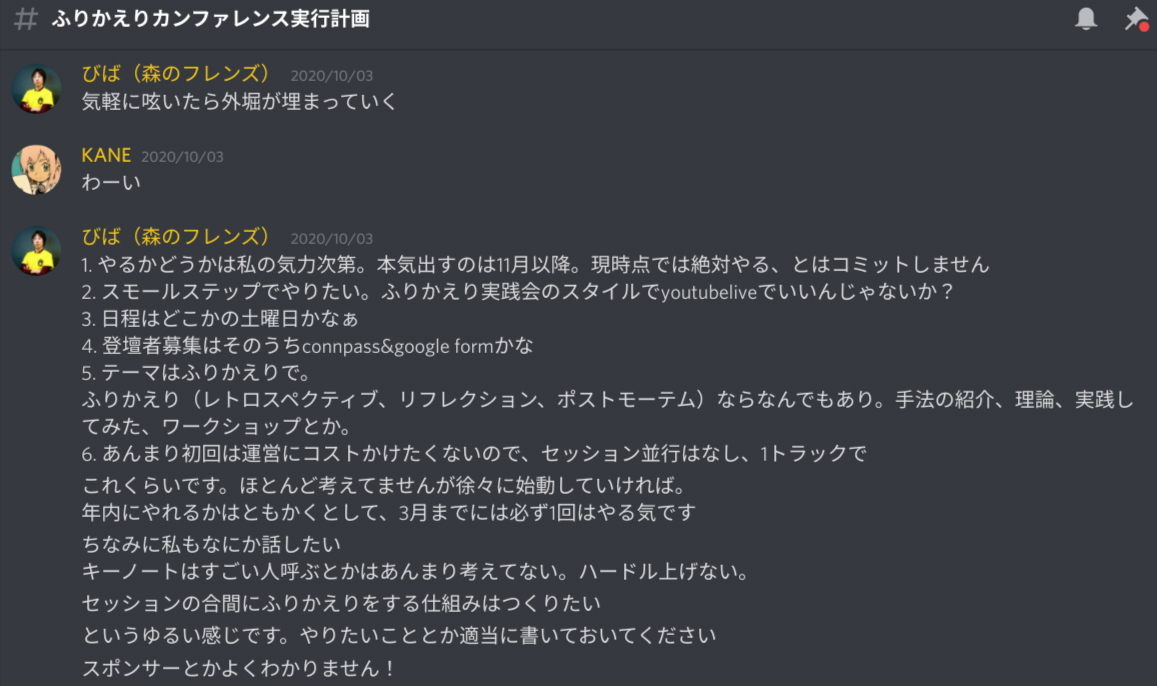 # ふりかえりカンファレンス実行計画
びば（森のフレンズ） 2020/10/03
気軽に呟いたら外堀が埋まっていく
KANE 2020/10/03
わーい
びば（森のフレンズ） 2020/10/03
1. やるかどうかは私の気力次第。本気出すのは11月以降。現時点では絶対やる、とはコミットしません
2. スモールステップでやりたい。ふりかえり実践会のスタイルでyoutubeliveでいいんじゃないか？
3. 日程はどこかの土曜日かなぁ
4. 登壇者募集はそのうちconnpass&google formかな
5. テーマはふりかえりで。
ふりかえり（レトロスペクティブ、リフレクション、ポストモーテム）ならなんでもあり。手法の紹介、理論、実践し
てみた、ワークショップとか。
6. あんまり初回は運営にコストかけたくないので、セッション並行はなし、1トラックで
これくらいです。ほとんど考えてませんが徐々に始動していければ。
年内にやれるかはともかくとして、3月までには必ず1回はやる気です
ちなみに私もなにか話したい
キーノートはすごい人呼ぶとかはあんまり考えてない。ハードル上げない。
セッションの合間にふりかえりをする仕組みはつくりたい
というゆるい感じです。やりたいこととか適当に書いておいてください
スポンサーとかよくわかりません！